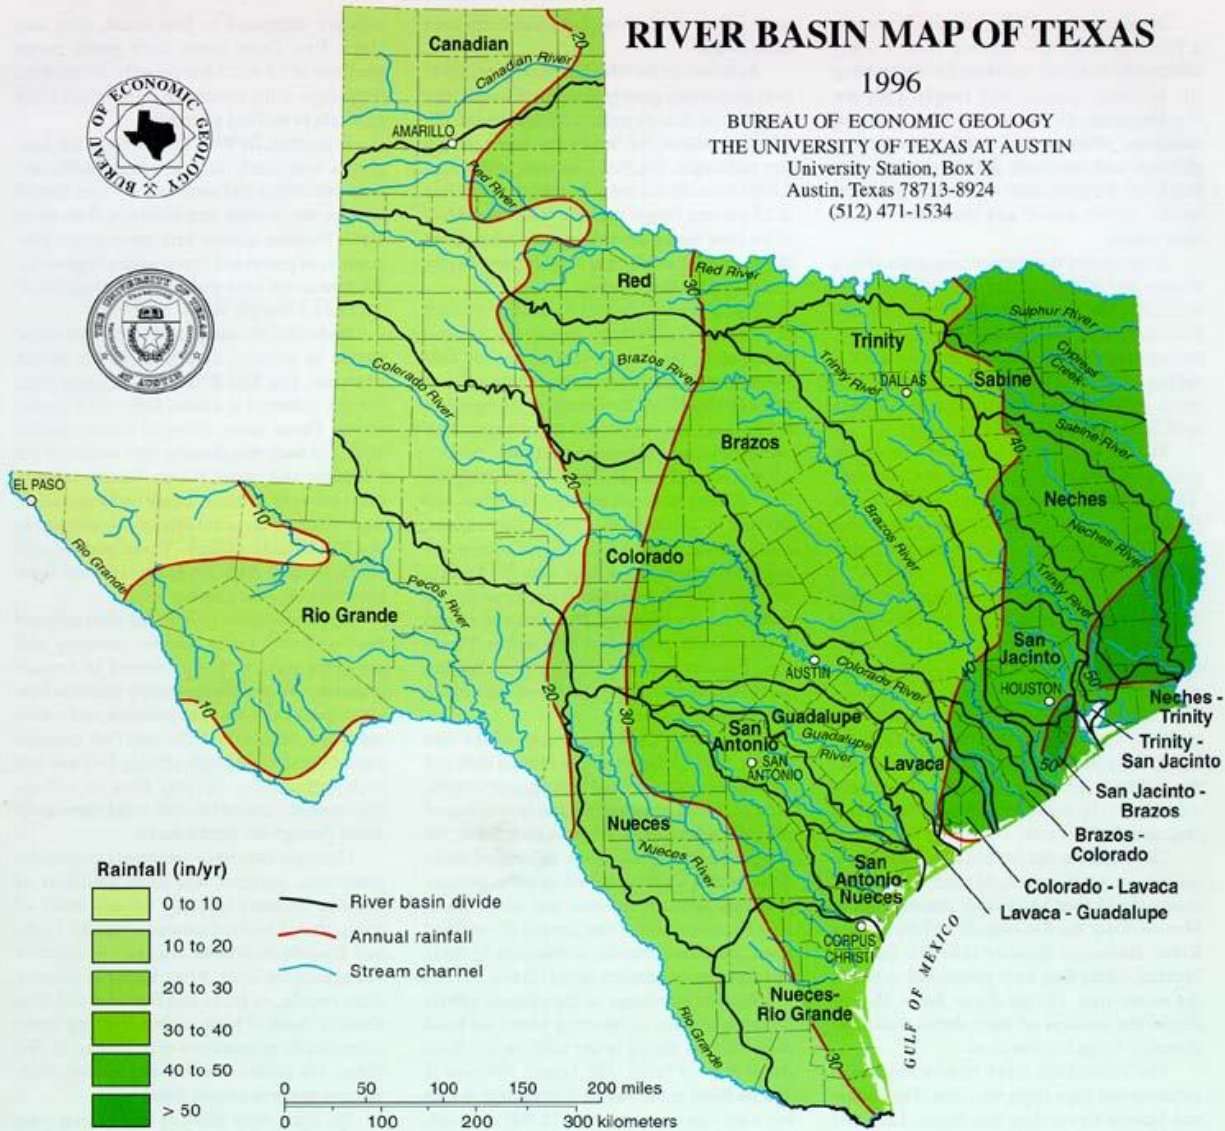 RIVER BASIN MAP OF TEXAS
1996
BUREAU OF ECONOMIC GEOLOGY
THE UNIVERSITY OF TEXAS AT AUSTIN
University Station, Box X
Austin, Texas 78713-8924
(512) 471-1534
BUREAU OF ECONOMIC GEOLOGY
THE UNIVERSITY OF TEXAS
AT AUSTIN
Canadian
20
Canadian River
AMARILLO
Red River
Red
30
Red River
Sulphur River
Cypress
Creek
Trinity
Trinity River
DALLAS
Sabine
Sabine River
40
Colorado River
Brazos River
Brazos
20
EL PASO
10
Rio Grande
Neches
Neches River
Brazos River
Colorado
Pecos River
Rio Grande
Trinity River
San
Jacinto
HOUSTON
AUSTIN
Colorado River
40
50
10
20
30
San
Antonio
SAN
ANTONIO
Guadalupe
Guadalupe
River
Lavaca
50
Neches -
Trinity
Trinity -
San Jacinto
San Jacinto -
Brazos
Brazos -
Colorado
Colorado - Lavaca
Lavaca - Guadalupe
Nueces
Nueces River
San
Antonio-
Nueces
CORPUS
CHRISTI
GULF OF MEXICO
Nueces-
Rio Grande
Rio Grande
30
Rainfall (in/yr)
0 to 10
10 to 20
20 to 30
30 to 40
40 to 50
> 50
River basin divide
Annual rainfall
Stream channel
0 50 100 150 200 miles
0 100 200 300 kilometers